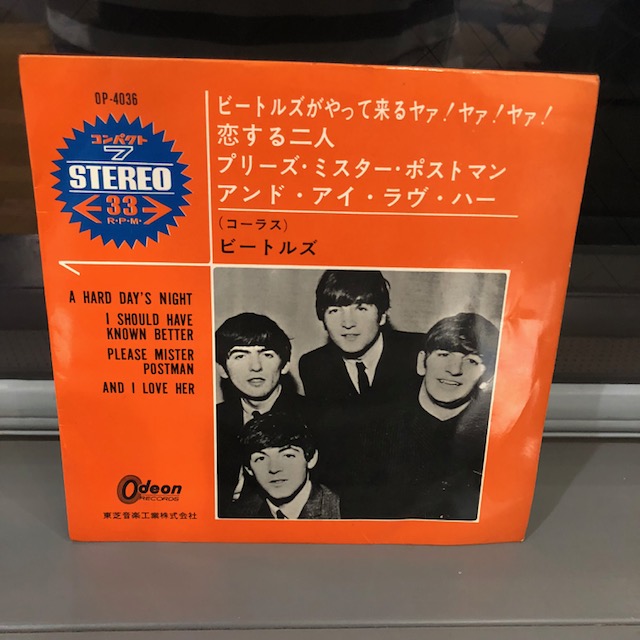 OP-4036
コンパクト
7
STEREO
33
R・P・M・
ビートルズがやって来るヤァ!ヤァ!ヤァ!
恋する二人
プリーズ・ミスター・ポストマン
アンド・アイ・ラヴ・ハー
(コーラス)
ビートルズ
A HARD DAY'S NIGHT
I SHOULD HAVE
KNOWN BETTER
PLEASE MISTER
POSTMAN
AND I LOVE HER
Odeon
RECORDS
東芝音楽工業株式会社